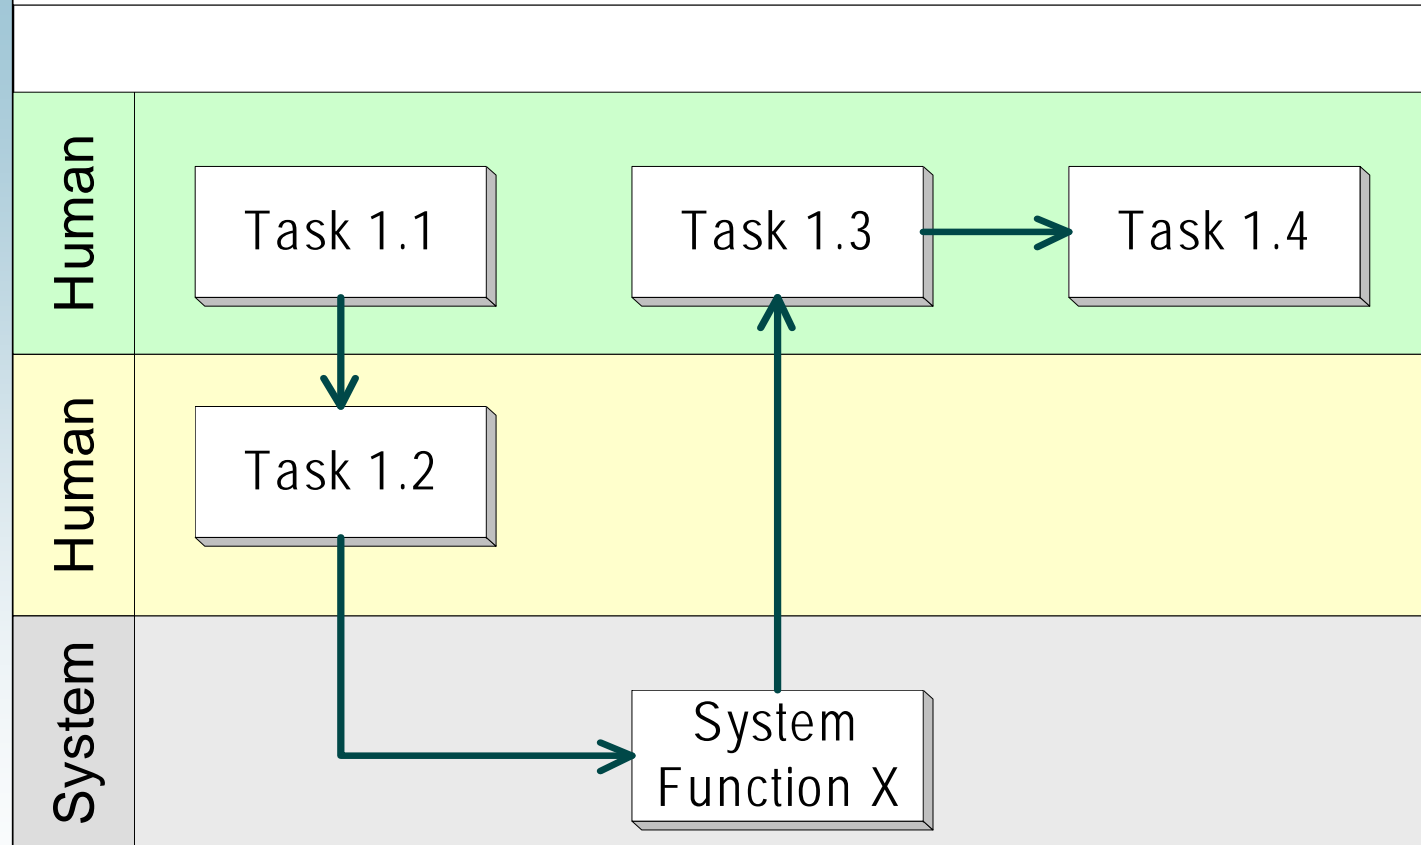 Human
Task 1.1
Task 1.3
Task 1.4
Human
Task 1.2
System
System
Function X